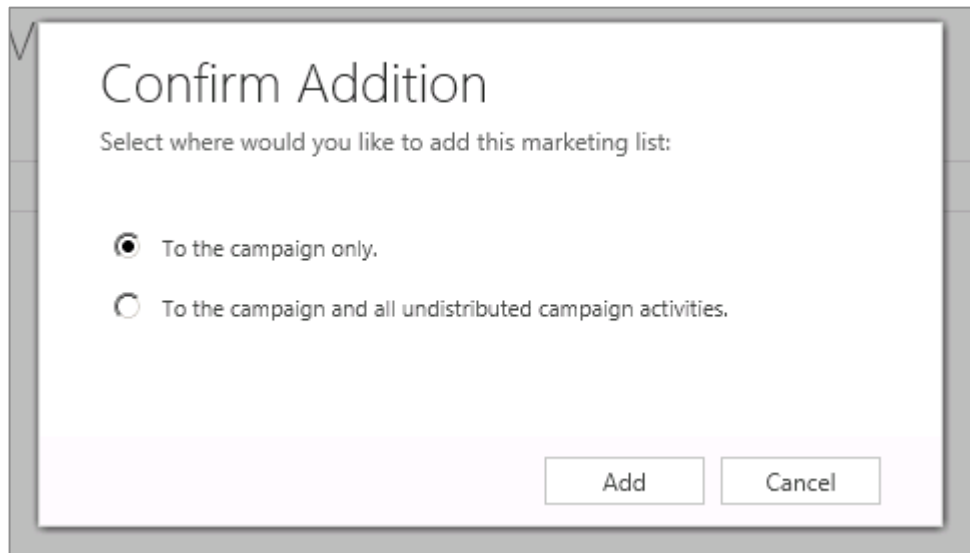 Confirm Addition
Select where would you like to add this marketing list:
To the campaign only.
To the campaign and all undistributed campaign activities.
Add
Cancel